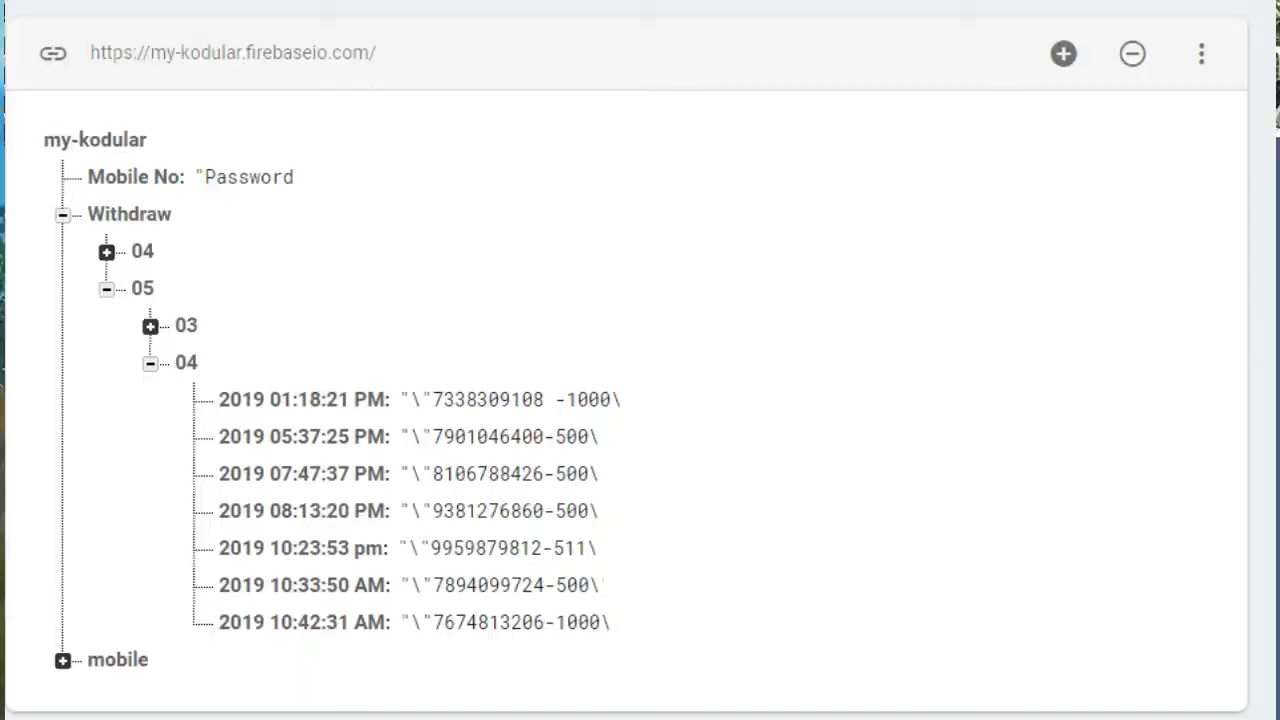 https://my-kodular.firebaseio.com/
my-kodular
Mobile No: "Password
Withdraw
04
05
03
04
2019 01:18:21 PM: "\"7338309108 -1000\
2019 05:37:25 PM: "\"7901046400-500\
2019 07:47:37 PM: "\"8106788426-500\
2019 08:13:20 PM: "\"9381276860-500\
2019 10:23:53 pm: "\"9959879812-511\
2019 10:33:50 AM: "\"7894099724-500\
2019 10:42:31 AM: "\"7674813206-1000\
mobile